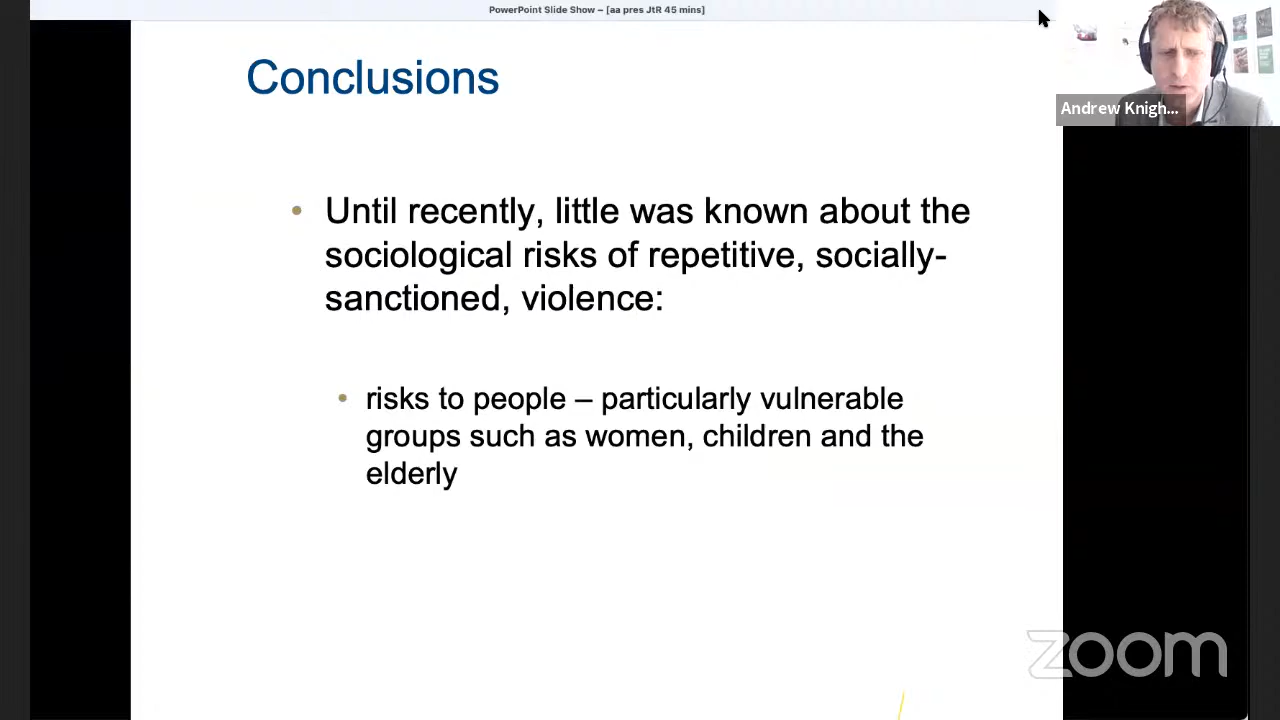 PowerPoint Slide Show – [aa pres JtR 45 mins]
Andrew Knigh...
Conclusions
• Until recently, little was known about the
sociological risks of repetitive, socially-
sanctioned, violence:
• risks to people – particularly vulnerable
groups such as women, children and the
elderly
zoom